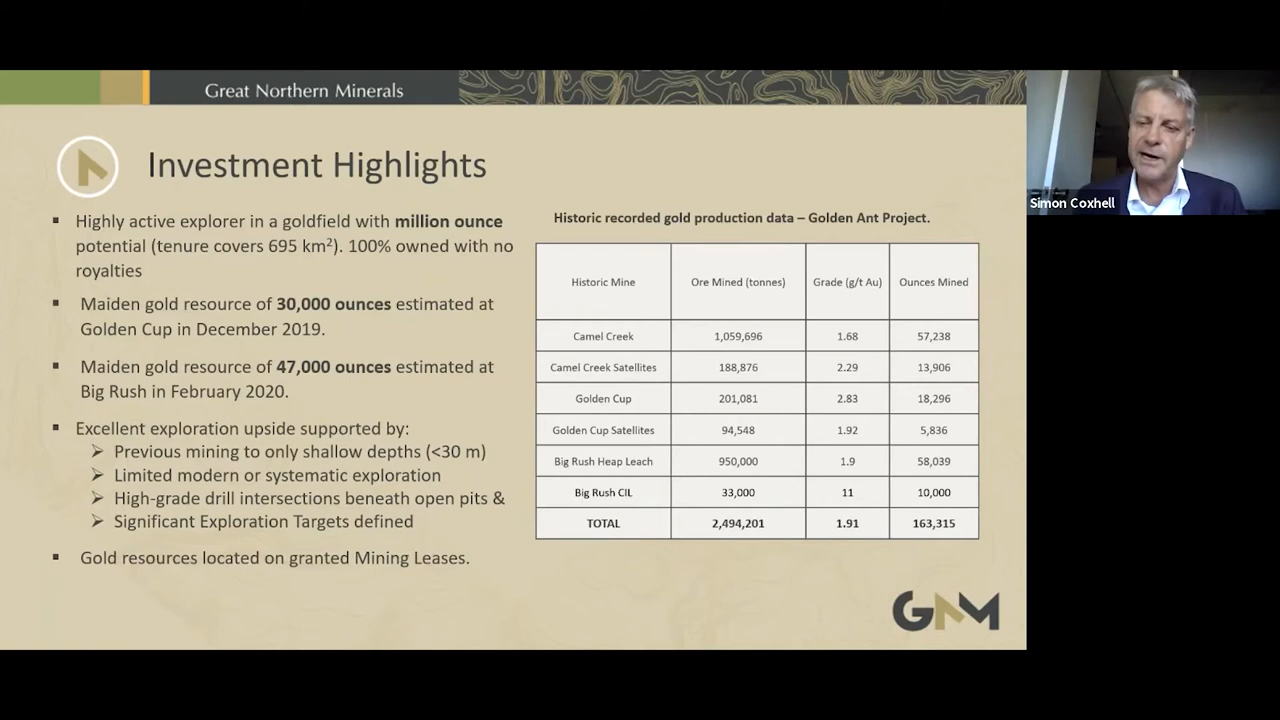 Great Northern Minerals
Investment Highlights
▪ Highly active explorer in a goldfield with million ounce
potential (tenure covers 695 km²). 100% owned with no
royalties
▪ Maiden gold resource of 30,000 ounces estimated at
Golden Cup in December 2019.
▪ Maiden gold resource of 47,000 ounces estimated at
Big Rush in February 2020.
▪ Excellent exploration upside supported by:
➢ Previous mining to only shallow depths (<30 m)
➢ Limited modern or systematic exploration
➢ High-grade drill intersections beneath open pits &
➢ Significant Exploration Targets defined
▪ Gold resources located on granted Mining Leases.
Historic recorded gold production data – Golden Ant Project.
Historic Mine Ore Mined (tonnes) Grade (g/t Au) Ounces Mined
Camel Creek 1,059,696 1.68 57,238
Camel Creek Satellites 188,876 2.29 13,906
Golden Cup 201,081 2.83 18,296
Golden Cup Satellites 94,548 1.92 5,836
Big Rush Heap Leach 950,000 1.9 58,039
Big Rush CIL 33,000 11 10,000
TOTAL 2,494,201 1.91 163,315
GNM
Simon Coxhell